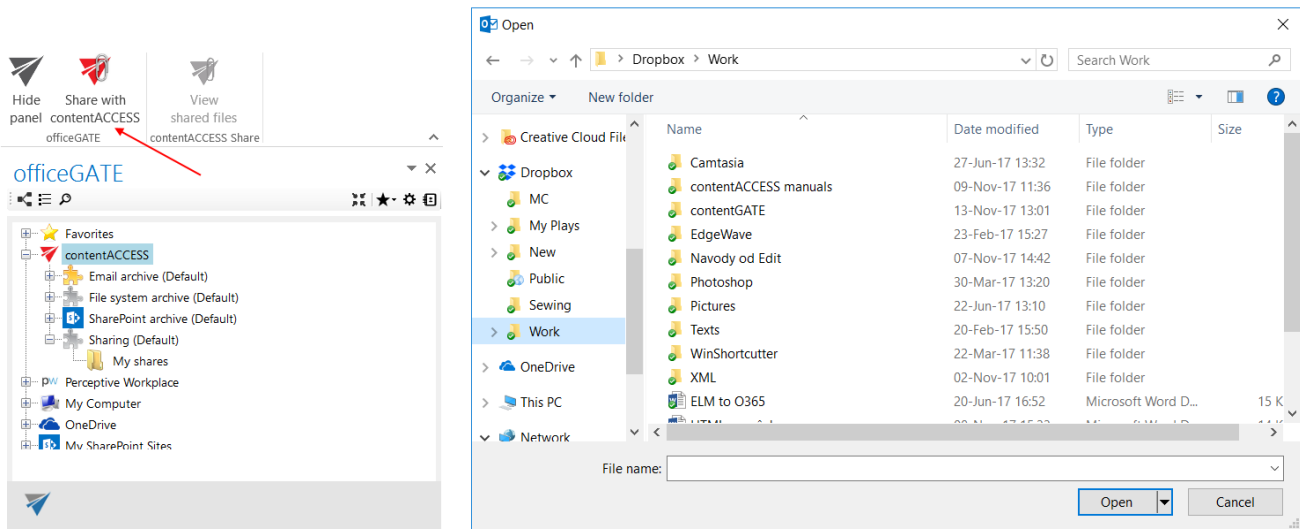 Hide panel
Share with contentACCESS
View shared files
officeGATE
contentACCESS Share
officeGATE
Favorites
contentACCESS
Email archive (Default)
File system archive (Default)
SharePoint archive (Default)
Sharing (Default)
My shares
pw Perceptive Workplace
My Computer
OneDrive
My SharePoint Sites
Open
Dropbox > Work
Search Work
Organize
New folder
Creative Cloud File
Dropbox
MC
My Plays
New
Public
Sewing
Work
OneDrive
This PC
Network
Name Date modified Type Size
Camtasia 27-Jun-17 13:32 File folder
contentACCESS manuals 09-Nov-17 11:36 File folder
contentGATE 13-Nov-17 13:01 File folder
EdgeWave 23-Feb-17 15:27 File folder
Navody od Edit 07-Nov-17 14:42 File folder
Photoshop 30-Mar-17 13:20 File folder
Pictures 22-Jun-17 13:10 File folder
Texts 20-Feb-17 15:50 File folder
WinShortcutter 22-Mar-17 11:38 File folder
XML 02-Nov-17 10:01 File folder
ELM to O365 20-Jun-17 16:52 Microsoft Word D... 15 K
File name:
Open
Cancel